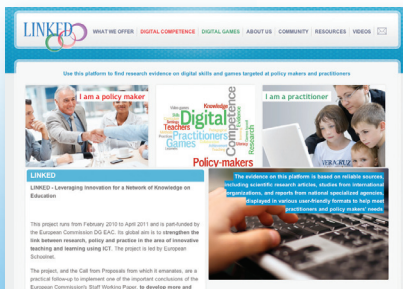 LINKED WHAT WE OFFER DIGITAL COMPETENCE DIGITAL GAMES ABOUT US COMMUNITY RESOURCES VIDEOS
Use this platform to find research evidence on digital skills and games targeted at policy makers and practitioners
I am a policy maker
Video games
Knowledge
Digital
Teachers
Practitioners
Games
Competence
Research
Policy-makers
I am a practitioner
VERACRUZ
LINKED
LINKED - Leveraging Innovation for a Network of Knowledge on
Education
This project runs from February 2010 to April 2011 and is part-funded by
the European Commission DG EAC. Its global aim is to strengthen the
link between research, policy and practice in the area of innovative
teaching and learning using ICT. The project is led by European
Schoolnet.
The project, and the Call from Proposals from which it emanates, are a
practical follow-up to implement one of the important conclusions of the
European Commission's Staff Working Paper, to develop more and
The evidence on this platform is based on reliable sources,
including scientific research articles, studies from international
organizations, and reports from national specialized agencies,
displayed in various user-friendly formats to help meet
practitioners and policy makers' needs.